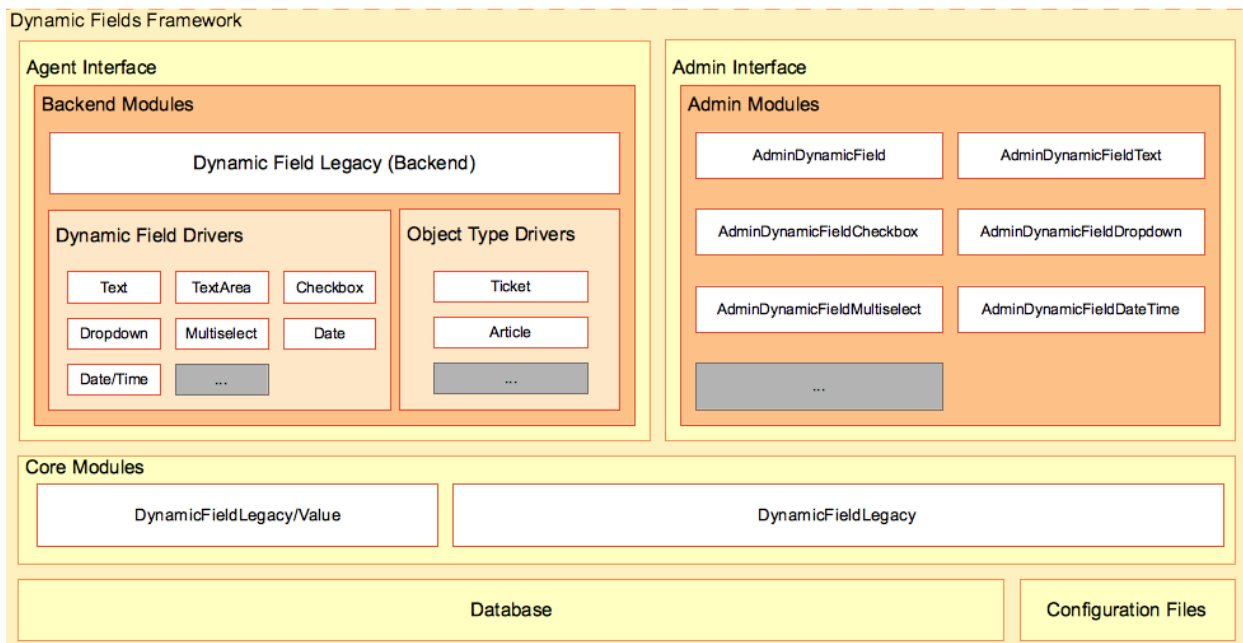 Dynamic Fields Framework
Agent Interface
Backend Modules
Dynamic Field Legacy (Backend)
Dynamic Field Drivers
Text
TextArea
Checkbox
Dropdown
Multiselect
Date
Date/Time
...
Object Type Drivers
Ticket
Article
...
Admin Interface
Admin Modules
AdminDynamicField
AdminDynamicFieldText
AdminDynamicFieldCheckbox
AdminDynamicFieldDropdown
AdminDynamicFieldMultiselect
AdminDynamicFieldDateTime
...
Core Modules
DynamicFieldLegacy/Value
DynamicFieldLegacy
Database
Configuration Files